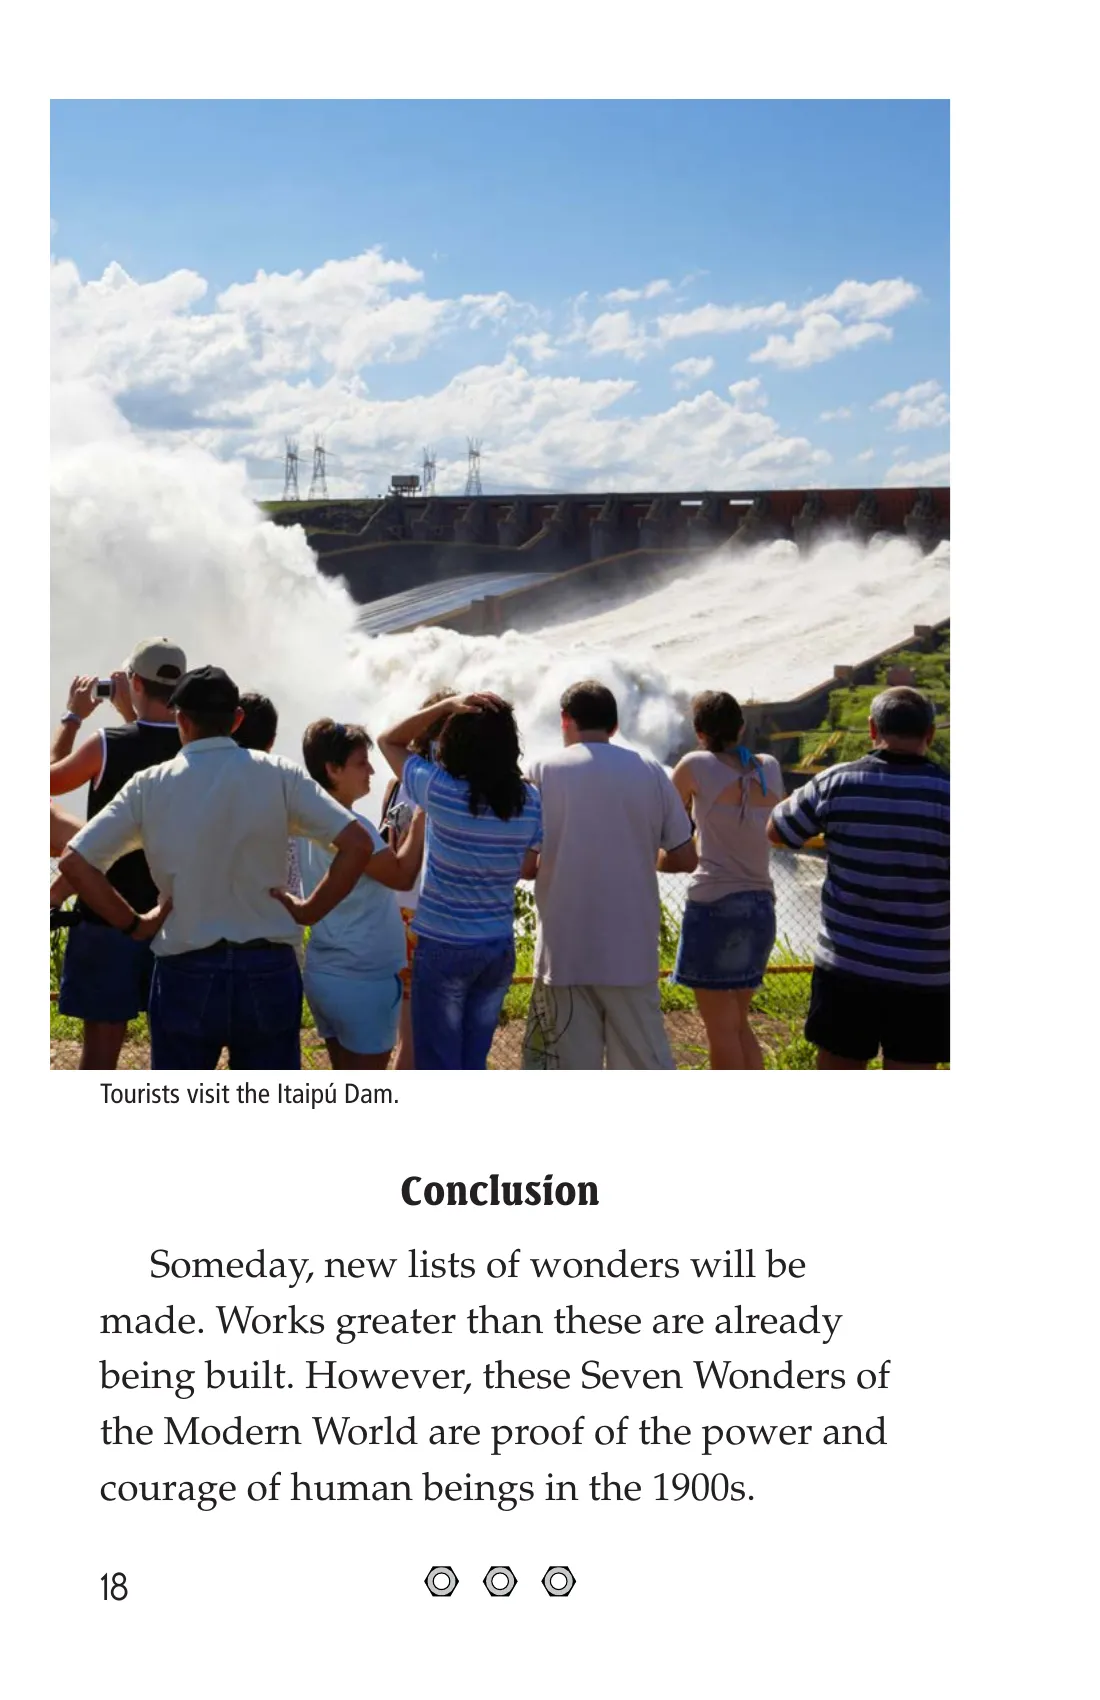 Tourists visit the Itaipú Dam.
Conclusion
Someday, new lists of wonders will be
made. Works greater than these are already
being built. However, these Seven Wonders of
the Modern World are proof of the power and
courage of human beings in the 1900s.
18